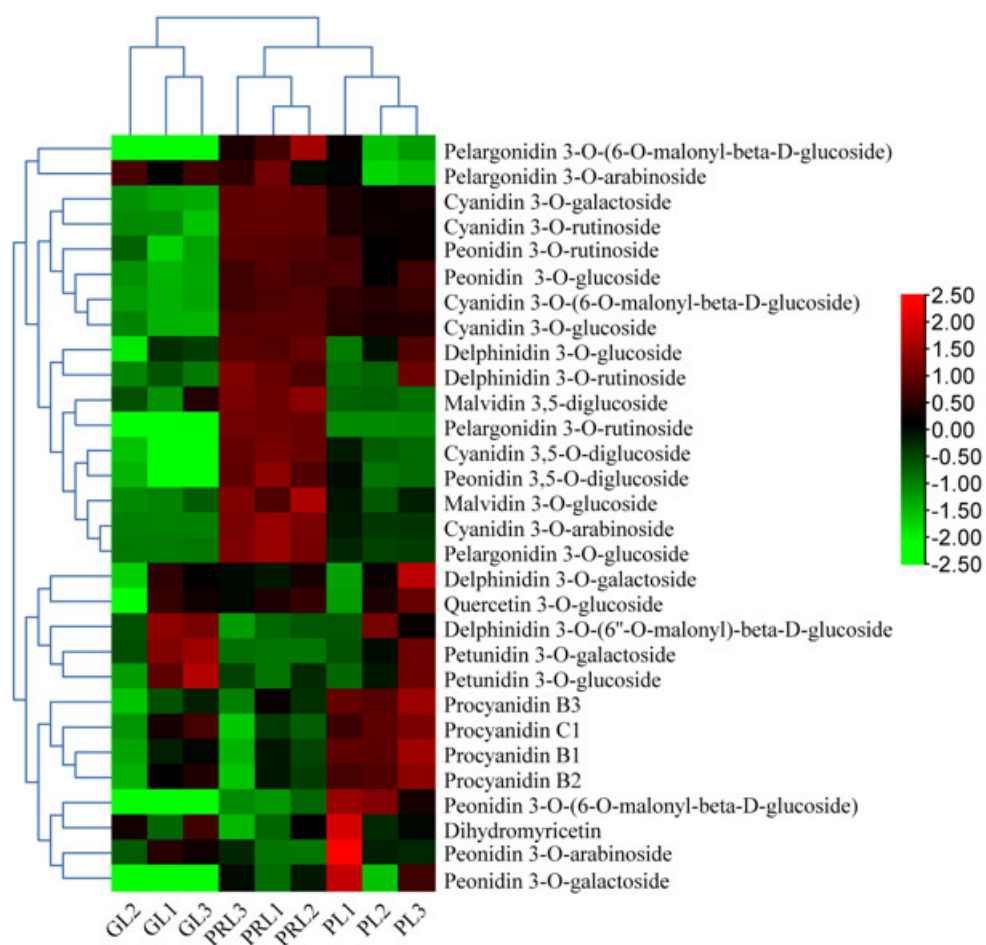 Pelargonidin 3-O-(6-O-malonyl-beta-D-glucoside)
Pelargonidin 3-O-arabinoside
Cyanidin 3-O-galactoside
Cyanidin 3-O-rutinoside
Peonidin 3-O-rutinoside
Peonidin 3-O-glucoside
Cyanidin 3-O-(6-O-malonyl-beta-D-glucoside)
Cyanidin 3-O-glucoside
Delphinidin 3-O-glucoside
Delphinidin 3-O-rutinoside
Malvidin 3,5-diglucoside
Pelargonidin 3-O-rutinoside
Cyanidin 3,5-O-diglucoside
Peonidin 3,5-O-diglucoside
Malvidin 3-O-glucoside
Cyanidin 3-O-arabinoside
Pelargonidin 3-O-glucoside
Delphinidin 3-O-galactoside
Quercetin 3-O-glucoside
Delphinidin 3-O-(6"-O-malonyl)-beta-D-glucoside
Petunidin 3-O-galactoside
Petunidin 3-O-glucoside
Procyanidin B3
Procyanidin C1
Procyanidin B1
Procyanidin B2
Peonidin 3-O-(6-O-malonyl-beta-D-glucoside)
Dihydromyricetin
Peonidin 3-O-arabinoside
Peonidin 3-O-galactoside
GL2 GL1 GL3 PRL3 PRL1 PRL2 PL1 PL2 PL3
2.50
2.00
1.50
1.00
0.50
0.00
-0.50
-1.00
-1.50
-2.00
-2.50